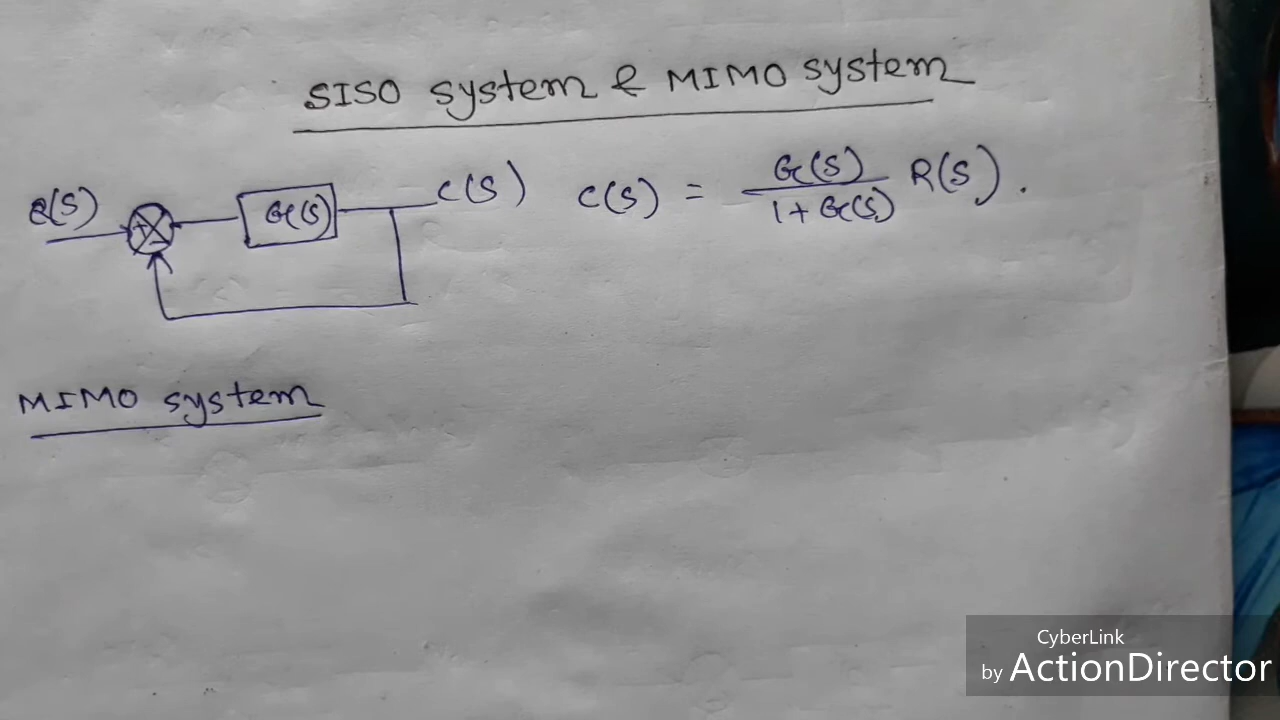 SISO system & MIMO system
R(S) + - G(S) C(S) C(S) = G(S) / 1+G(S) R(S).
MIMO system
CyberLink
by ActionDirector